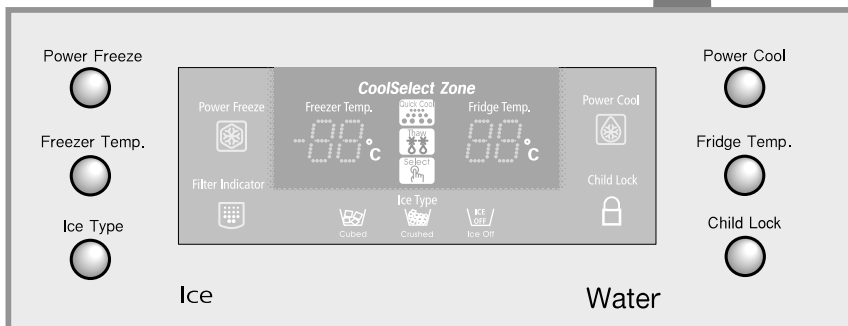 Power Freeze
Freezer Temp.
Ice Type
CoolSelect Zone
Power Freeze
Freezer Temp.
Quick Cool
Fridge Temp.
Power Cool
-88°C
Thaw
88°C
Select
Filter Indicator
Child Lock
Ice Type
ICE
OFF
Cubed
Crushed
Ice Off
Power Cool
Fridge Temp.
Child Lock
Ice
Water